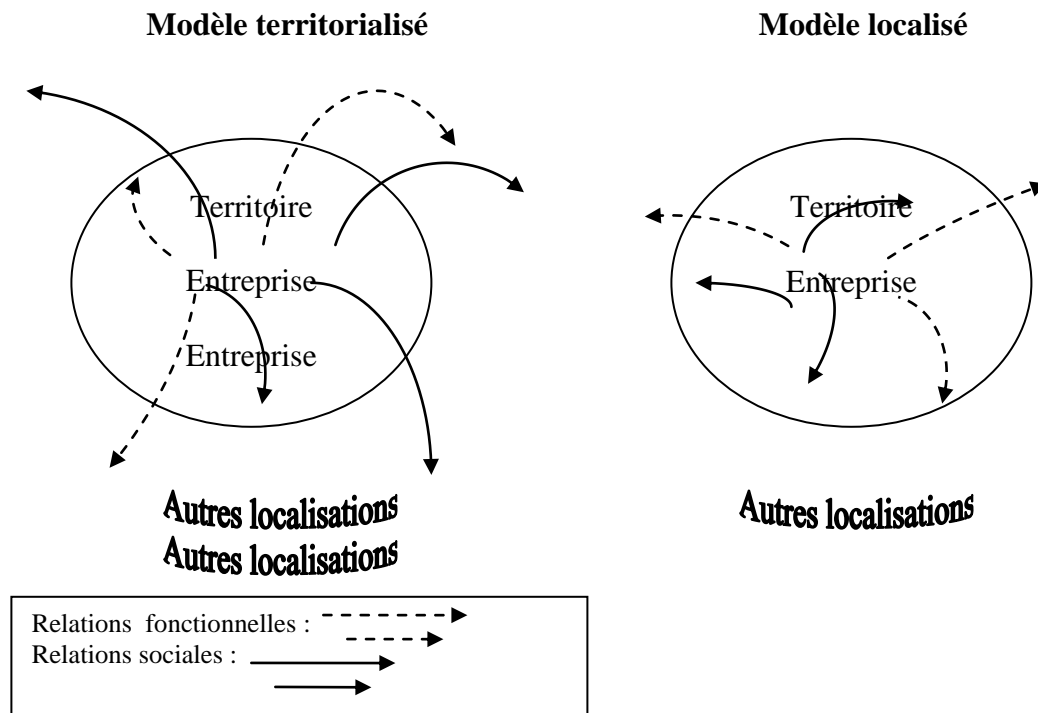 Modèle territorialisé
Modèle localisé
Territoire
Entreprise
Entreprise
Territoire
Entreprise
Autres localisations
Autres localisations
Autres localisations
Relations fonctionnelles :
Relations sociales :